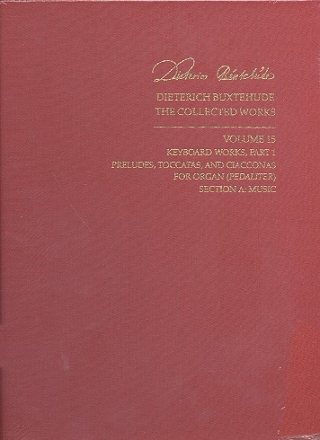 Dieterich Buxtehude
DIETERICH BUXTEHUDE
THE COLLECTED WORKS
VOLUME 15
KEYBOARD WORKS, PART 1
PRELUDES, TOCCATAS, AND CIACCONAS
FOR ORGAN (PEDALITER)
SECTION A: MUSIC